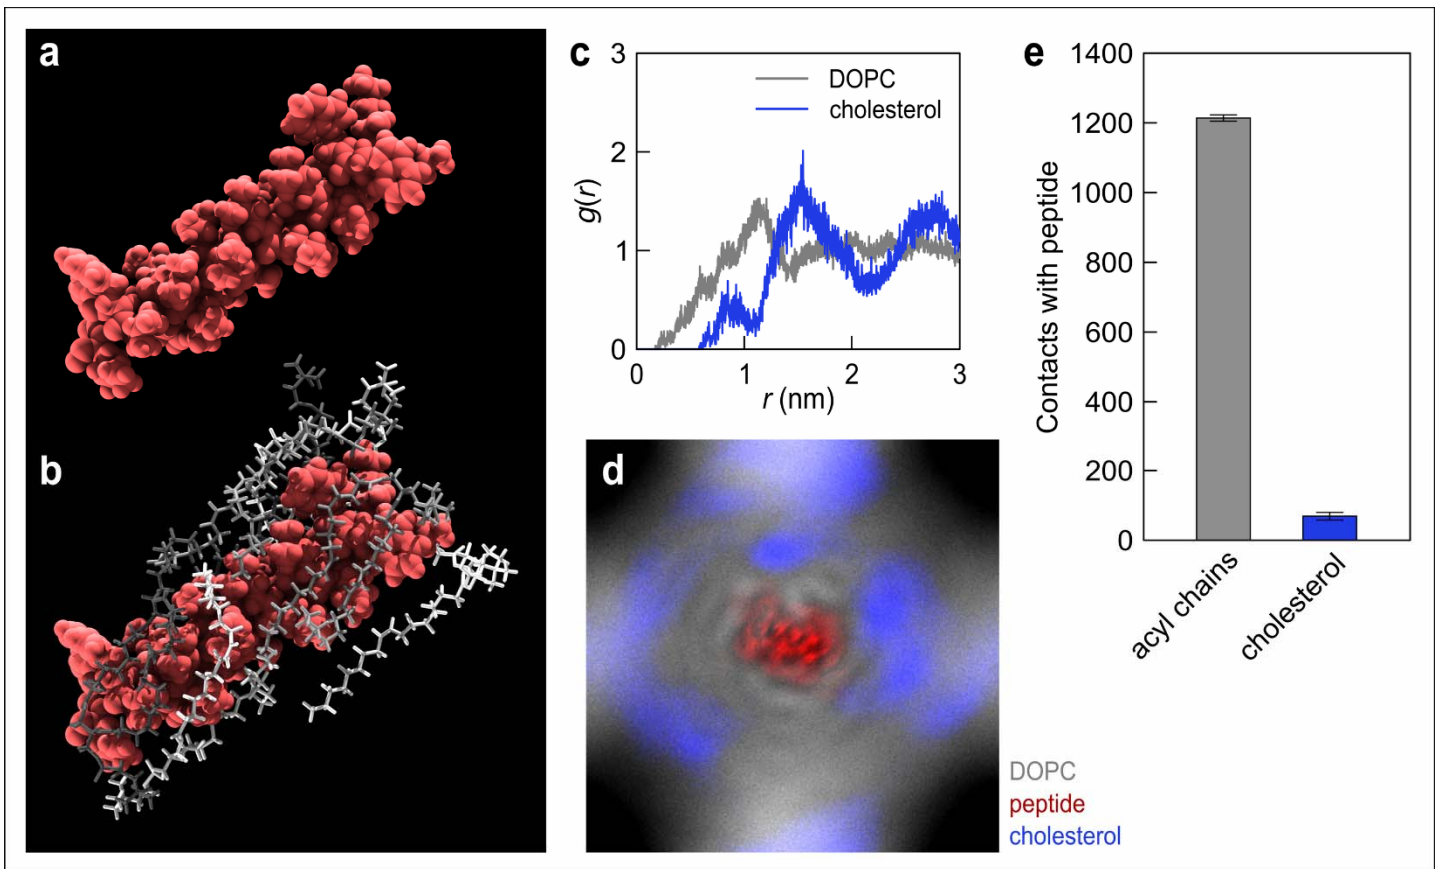 a
b
c
3
2
1
0
g(r)
DOPC
cholesterol
0 1 2 3
r (nm)
d
DOPC
peptide
cholesterol
e
1400
1200
1000
800
600
400
200
0
Contacts with peptide
acyl chains
cholesterol